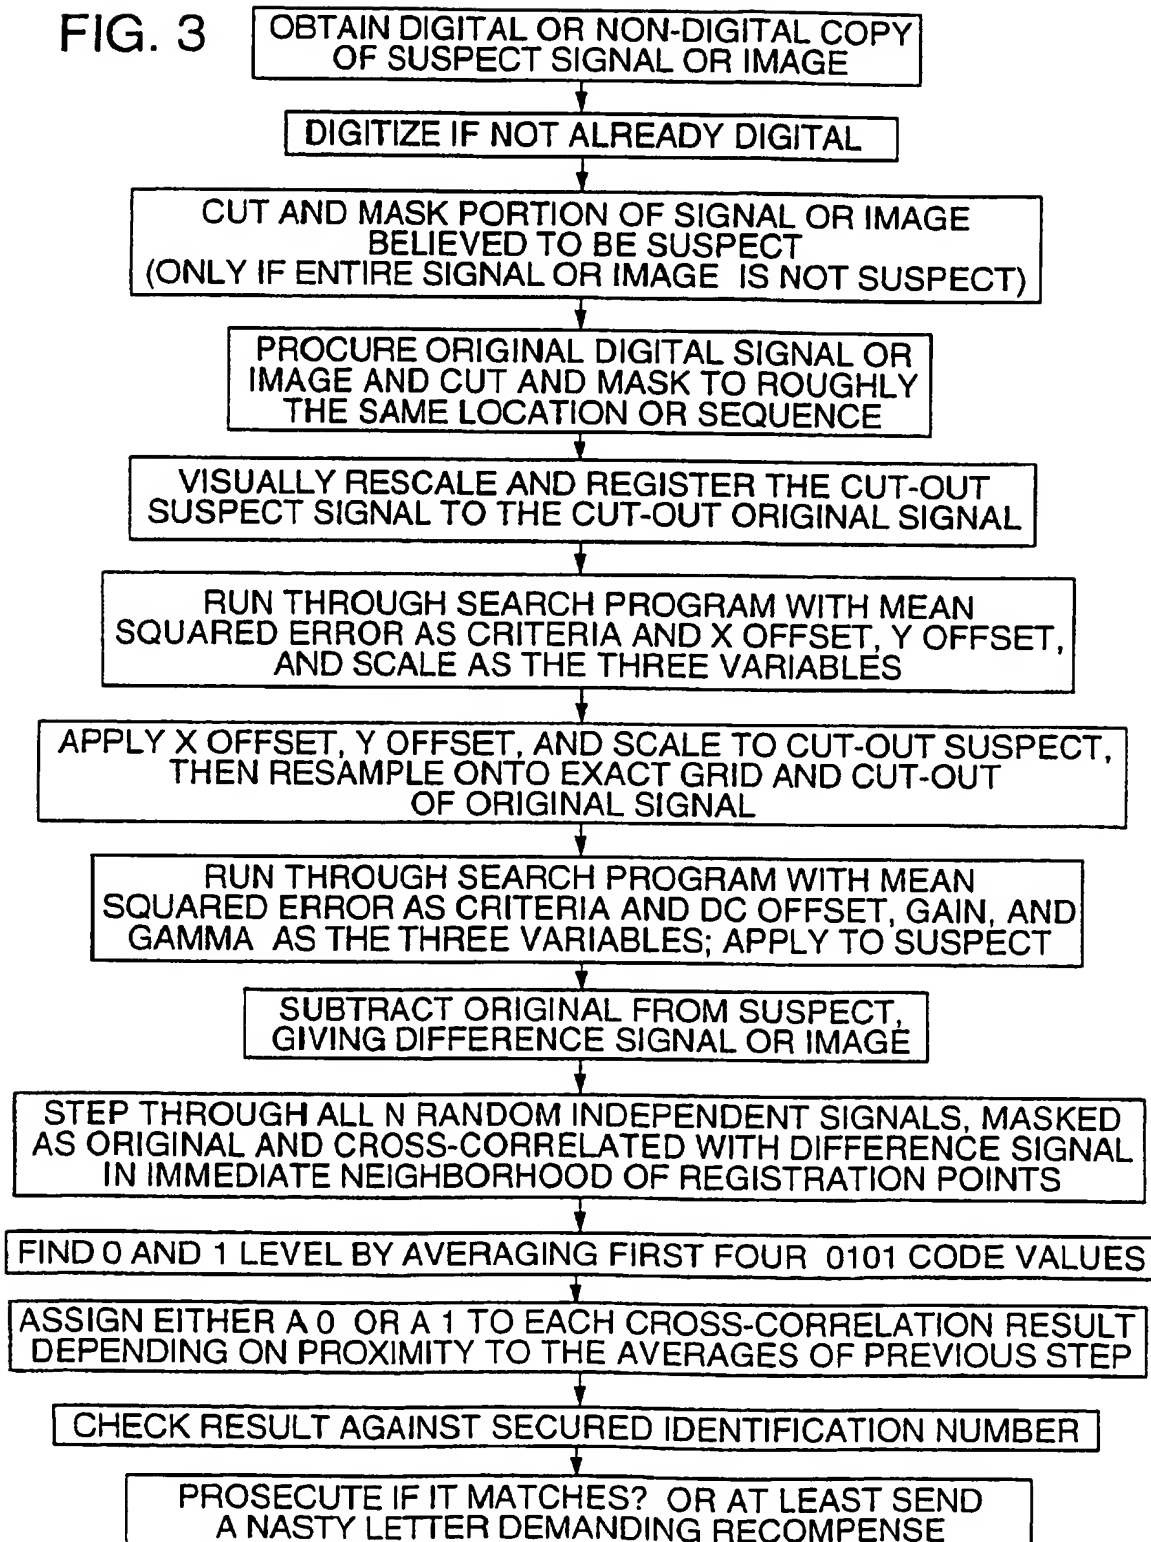 FIG. 3
OBTAIN DIGITAL OR NON-DIGITAL COPY
OF SUSPECT SIGNAL OR IMAGE
DIGITIZE IF NOT ALREADY DIGITAL
CUT AND MASK PORTION OF SIGNAL OR IMAGE
BELIEVED TO BE SUSPECT
(ONLY IF ENTIRE SIGNAL OR IMAGE IS NOT SUSPECT)
PROCURE ORIGINAL DIGITAL SIGNAL OR
IMAGE AND CUT AND MASK TO ROUGHLY
THE SAME LOCATION OR SEQUENCE
VISUALLY RESCALE AND REGISTER THE CUT-OUT
SUSPECT SIGNAL TO THE CUT-OUT ORIGINAL SIGNAL
RUN THROUGH SEARCH PROGRAM WITH MEAN
SQUARED ERROR AS CRITERIA AND X OFFSET, Y OFFSET,
AND SCALE AS THE THREE VARIABLES
APPLY X OFFSET, Y OFFSET, AND SCALE TO CUT-OUT SUSPECT,
THEN RESAMPLE ONTO EXACT GRID AND CUT-OUT
OF ORIGINAL SIGNAL
RUN THROUGH SEARCH PROGRAM WITH MEAN
SQUARED ERROR AS CRITERIA AND DC OFFSET, GAIN, AND
GAMMA AS THE THREE VARIABLES; APPLY TO SUSPECT
SUBTRACT ORIGINAL FROM SUSPECT,
GIVING DIFFERENCE SIGNAL OR IMAGE
STEP THROUGH ALL N RANDOM INDEPENDENT SIGNALS, MASKED
AS ORIGINAL AND CROSS-CORRELATED WITH DIFFERENCE SIGNAL
IN IMMEDIATE NEIGHBORHOOD OF REGISTRATION POINTS
FIND 0 AND 1 LEVEL BY AVERAGING FIRST FOUR 0101 CODE VALUES
ASSIGN EITHER A 0 OR A 1 TO EACH CROSS-CORRELATION RESULT
DEPENDING ON PROXIMITY TO THE AVERAGES OF PREVIOUS STEP
CHECK RESULT AGAINST SECURED IDENTIFICATION NUMBER
PROSECUTE IF IT MATCHES? OR AT LEAST SEND
A NASTY LETTER DEMANDING RECOMPENSE